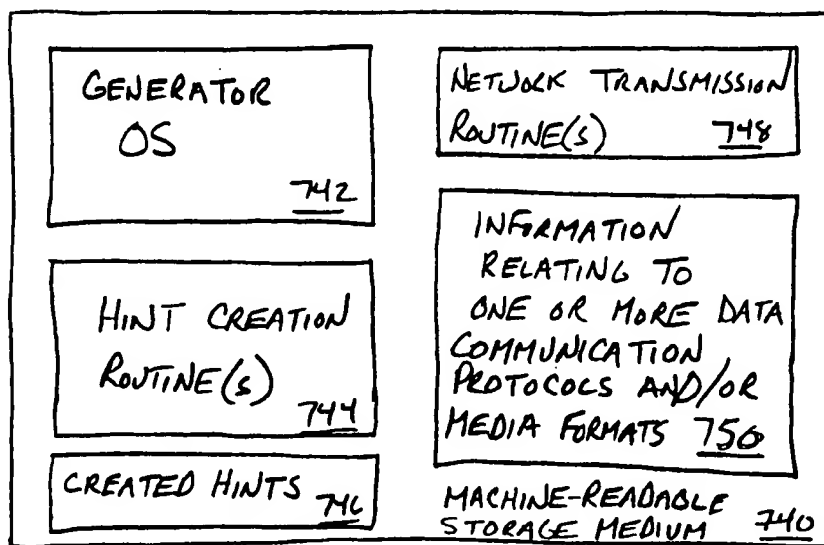 GENERATOR
OS
742
HINT CREATION
ROUTINE(S)
744
CREATED HINTS 746
NETWORK TRANSMISSION
ROUTINE(S) 748
INFORMATION
RELATING TO
ONE OR MORE DATA
COMMUNICATION
PROTOCOLS AND/OR
MEDIA FORMATS 750
MACHINE-READABLE
STORAGE MEDIUM 740